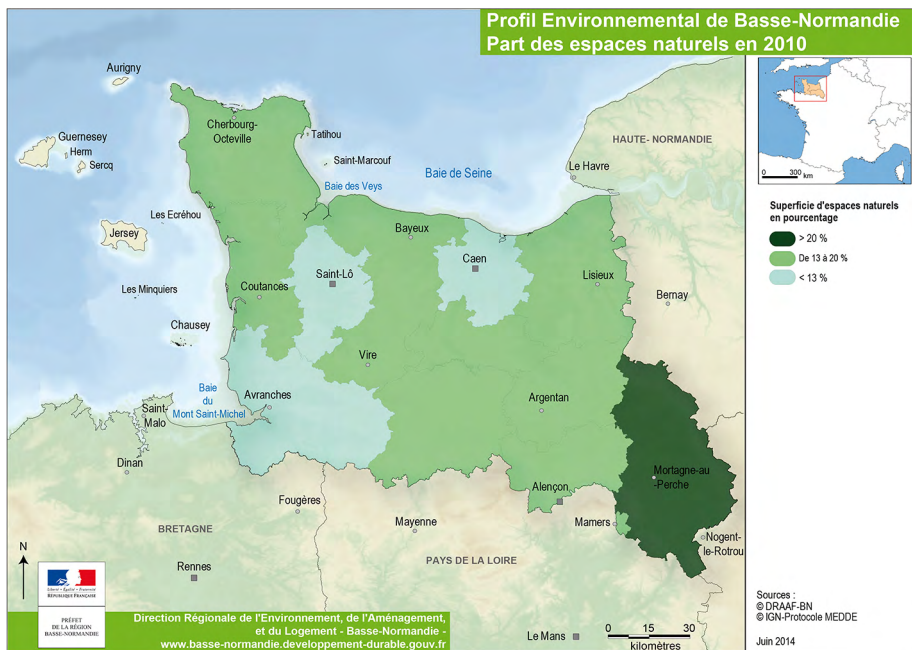 Profil Environmental de Basse-Normandie
Part des espaces naturels en 2010
Aurigny
Cherbourg-
Octeville
Tatihou
Guernesey
Herm
Sercq
Saint-Marcouf
HAUTE- NORMANDIE
Le Havre
Baie de Seine
Baie des Veys
Les Ecréhou
Jersey
Bayeux
Caen
Saint-Lô
Lisieux
Coutances
Les Minquiers
Bernay
Chausey
Vire
Baie
du
Mont Saint-Michel
Avranches
Argentan
Saint-
Malo
Dinan
Mortagne-au
-Perche
Alençon
Fougères
Mayenne
Mamers
Nogent-
le-Rotrou
BRETAGNE
PAYS DE LA LOIRE
Rennes
Le Mans
N
0 300
km
Superficie d'espaces naturels
en pourcentage
> 20 %
De 13 à 20 %
< 13 %
Liberté • Égalité • Fraternité
RÉPUBLIQUE FRANÇAISE
PRÉFET
DE LA RÉGION
BASSE-NORMANDIE
Direction Régionale de l'Environnement, de l'Aménagement,
et du Logement - Basse-Normandie -
www.basse-normandie.developpement-durable.gouv.fr
0 15 30
kilomètres
Sources :
© DRAAF-BN
© IGN-Protocole MEDDE
Juin 2014